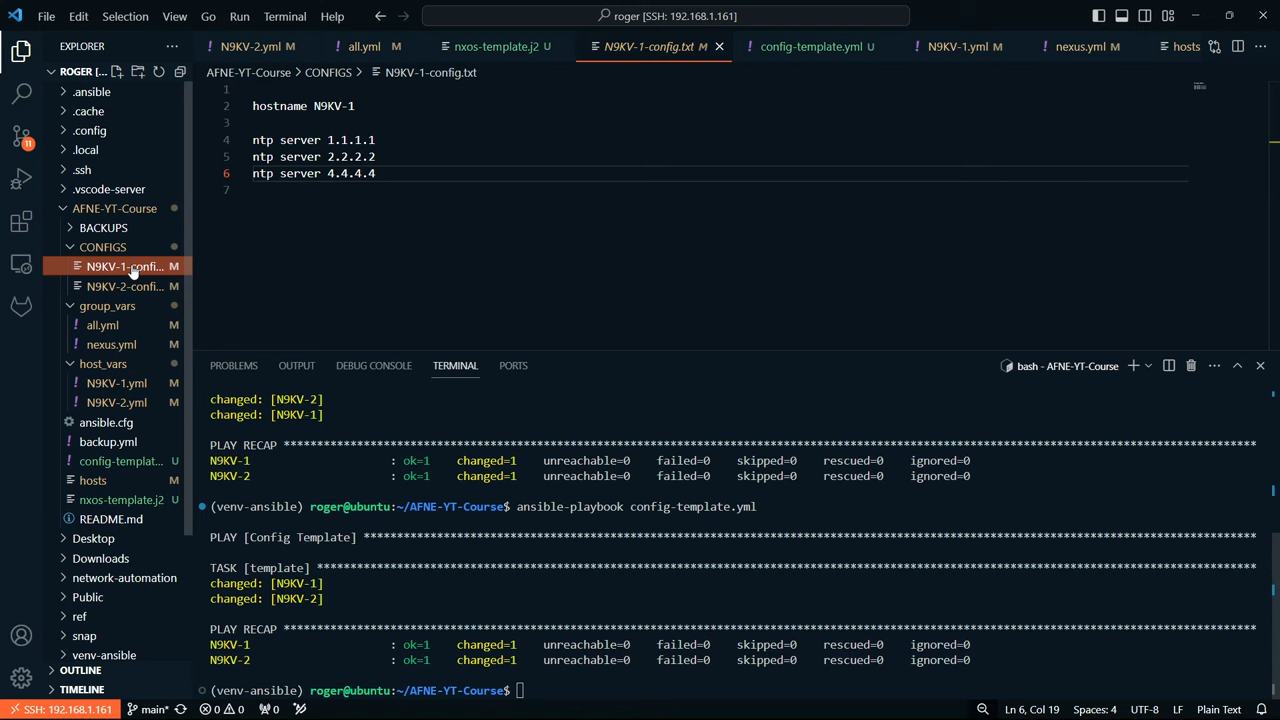 File Edit Selection View Go Run Terminal Help
roger [SSH: 192.168.1.161]
EXPLORER
N9KV-2.yml M
all.yml M
nxos-template.j2 U
N9KV-1-config.txt M
config-template.yml U
N9KV-1.yml M
nexus.yml M
hosts
ROGER [...
AFNE-YT-Course > CONFIGS > N9KV-1-config.txt
.ansible
.cache
.config
.local
.ssh
.vscode-server
AFNE-YT-Course
BACKUPS
CONFIGS
N9KV-1-confi... M
N9KV-2-confi... M
group_vars
all.yml M
nexus.yml M
host_vars
N9KV-1.yml M
N9KV-2.yml M
ansible.cfg
backup.yml
config-templat... U
hosts
nxos-template.j2 U
README.md
Desktop
Downloads
network-automation
Public
ref
snap
venv-ansible
OUTLINE
TIMELINE
1
2 hostname N9KV-1
3
4 ntp server 1.1.1.1
5 ntp server 2.2.2.2
6 ntp server 4.4.4.4
7
PROBLEMS OUTPUT DEBUG CONSOLE TERMINAL PORTS
bash - AFNE-YT-Course
changed: [N9KV-2]
changed: [N9KV-1]
PLAY RECAP *********************************************************************************************************************************
N9KV-1 : ok=1 changed=1 unreachable=0 failed=0 skipped=0 rescued=0 ignored=0
N9KV-2 : ok=1 changed=1 unreachable=0 failed=0 skipped=0 rescued=0 ignored=0
(venv-ansible) roger@ubuntu:~/AFNE-YT-Course$ ansible-playbook config-template.yml
PLAY [Config Template] **********************************************************************************************************************
TASK [template] *****************************************************************************************************************************
changed: [N9KV-1]
changed: [N9KV-2]
PLAY RECAP *********************************************************************************************************************************
N9KV-1 : ok=1 changed=1 unreachable=0 failed=0 skipped=0 rescued=0 ignored=0
N9KV-2 : ok=1 changed=1 unreachable=0 failed=0 skipped=0 rescued=0 ignored=0
(venv-ansible) roger@ubuntu:~/AFNE-YT-Course$
11
SSH: 192.168.1.161 main* 0 0 0 Ln 6, Col 19 Spaces: 4 UTF-8 LF Plain Text